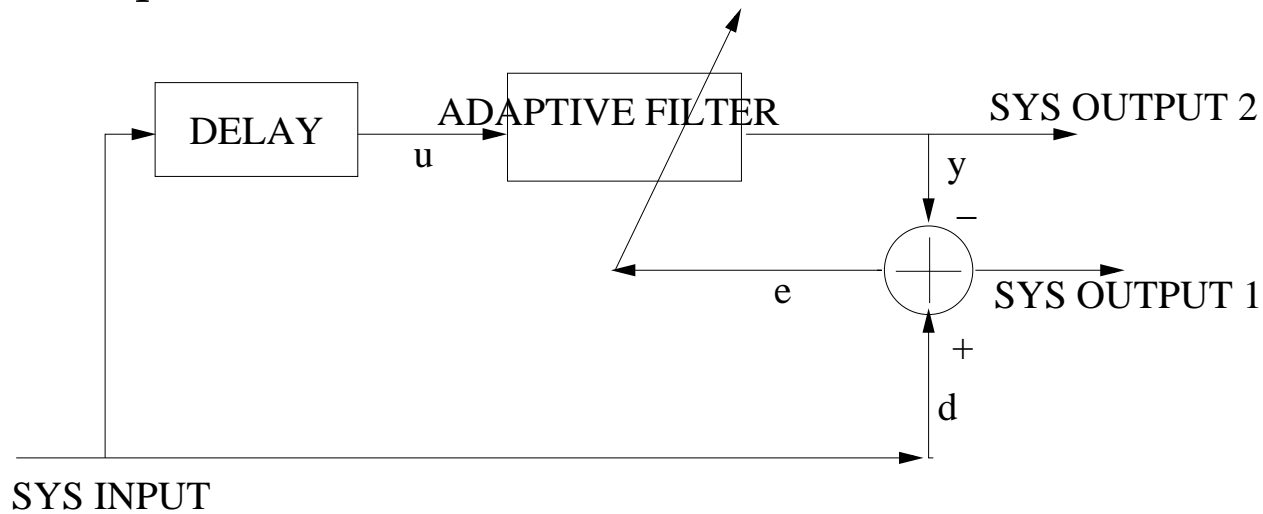 SYS OUTPUT 2
ADAPTIVE FILTER
DELAY
u
y
−
e
SYS OUTPUT 1
+
d
SYS INPUT